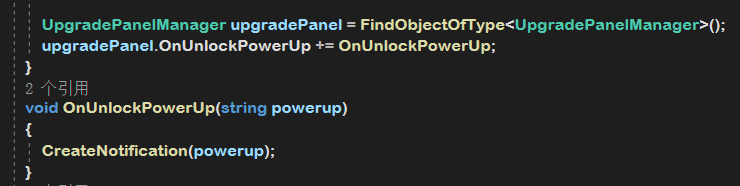 UpgradePanelManager upgradePanel = FindObjectOfType<UpgradePanelManager>();
upgradePanel.OnUnlockPowerUp += OnUnlockPowerUp;
}
2 个引用
void OnUnlockPowerUp(string powerup)
{
CreateNotification(powerup);
}